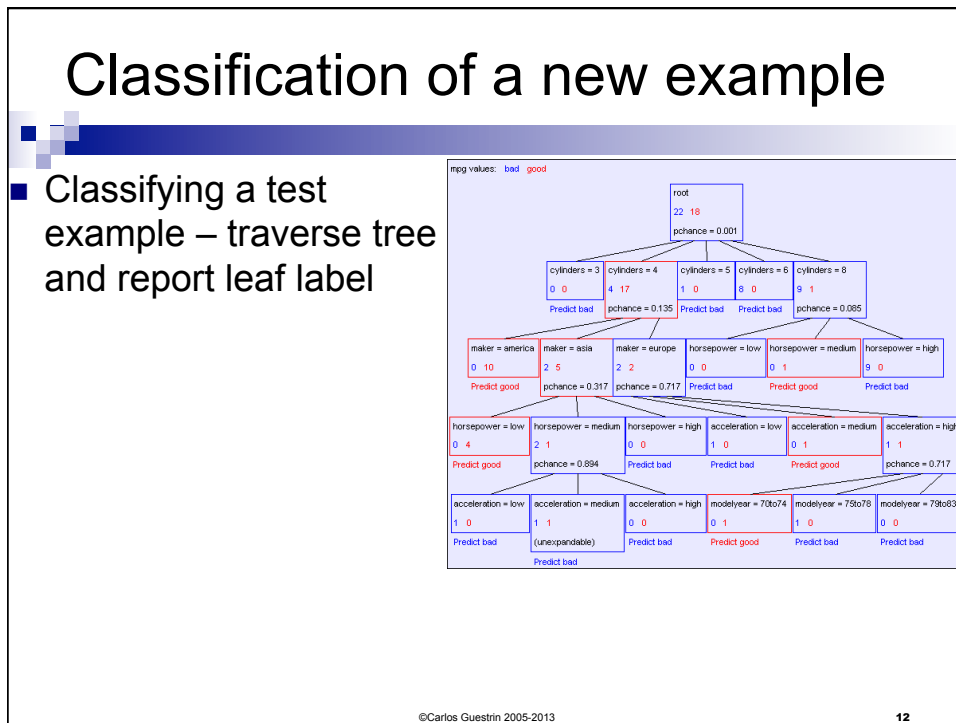 Classification of a new example
■ Classifying a test
example – traverse tree
and report leaf label
mpg values: bad good
root
22 18
pchance = 0.001
cylinders = 3 cylinders = 4 cylinders = 5 cylinders = 6 cylinders = 8
0 0 4 17 1 0 8 0 9 1
Predict bad pchance = 0.135 Predict bad Predict bad pchance = 0.085
maker = america maker = asia maker = europe horsepower = low horsepower = medium horsepower = high
0 10 2 5 2 2 0 0 0 1 9 0
Predict good pchance = 0.317 pchance = 0.717 Predict bad Predict good Predict bad
horsepower = low horsepower = medium horsepower = high acceleration = low acceleration = medium acceleration = high
0 4 2 1 0 0 1 0 0 1 1 1
Predict good pchance = 0.894 Predict bad Predict bad Predict good pchance = 0.717
acceleration = low acceleration = medium acceleration = high modelyear = 70to74 modelyear = 75to78 modelyear = 79to83
1 0 1 1 0 0 0 1 1 0 0 0
Predict bad (unexpandable) Predict bad Predict good Predict bad Predict bad
Predict bad
©Carlos Guestrin 2005-2013 12